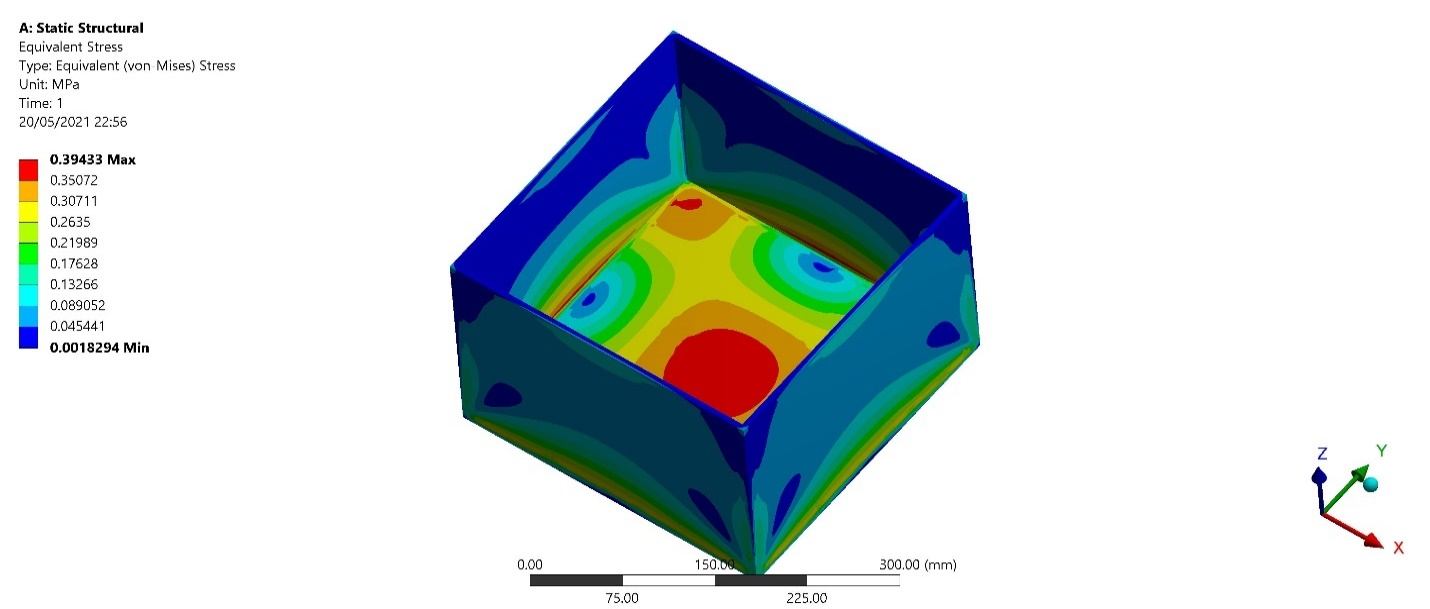 A: Static Structural
Equivalent Stress
Type: Equivalent (von-Mises) Stress
Unit: MPa
Time: 1
20/05/2021 22:56
0.39433 Max
0.35072
0.30711
0.2635
0.21989
0.17628
0.13266
0.089052
0.045441
0.0018294 Min
0.00 150.00 300.00 (mm)
75.00 225.00
Z
Y
X